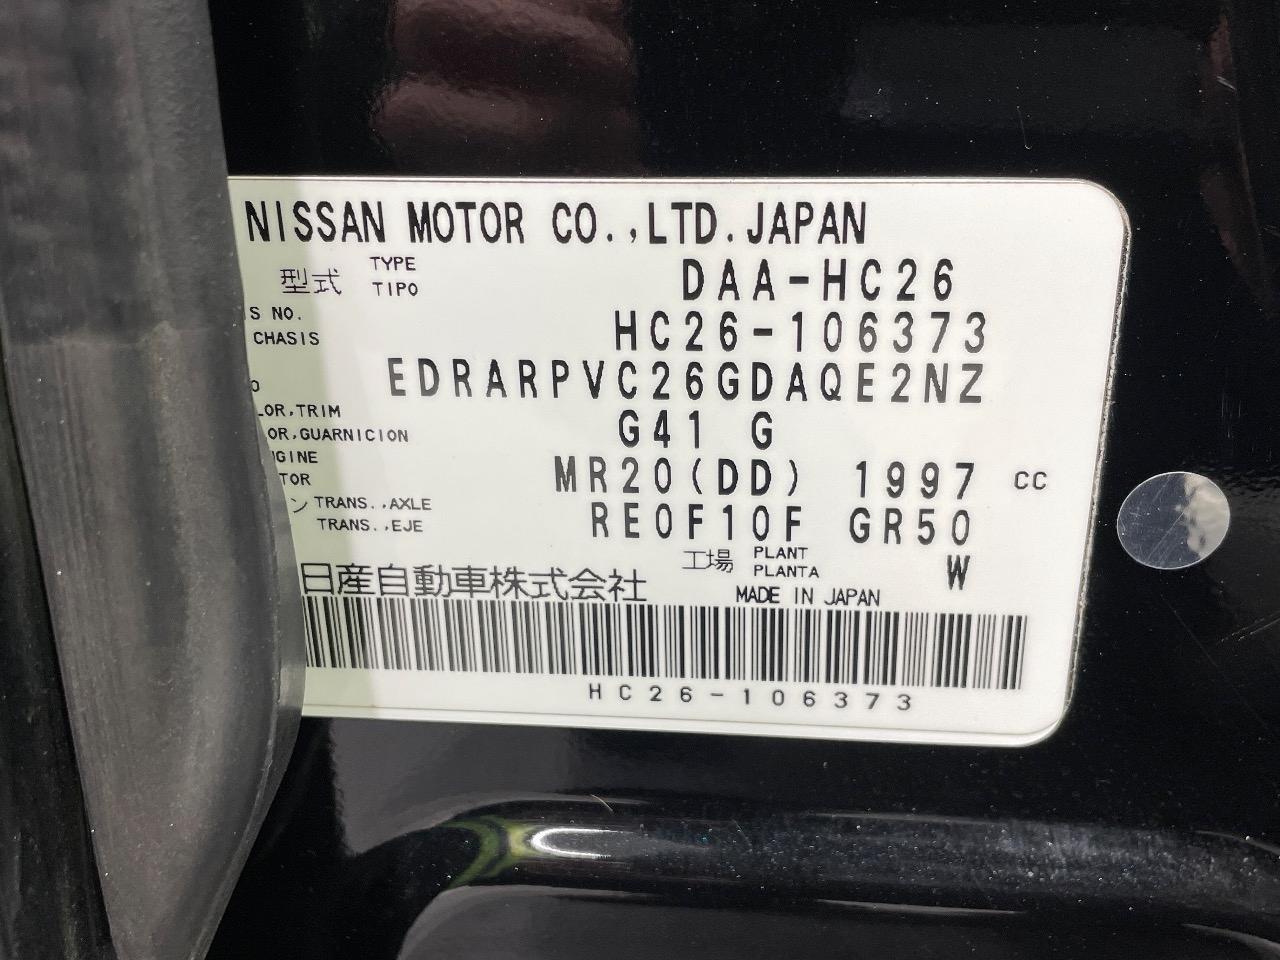 NISSAN MOTOR CO.,LTD.JAPAN
型式 TYPE TIPO DAA-HC26
S NO. CHASIS HC26-106373
O EDRARPVC26GDAQE2NZ
LOR,TRIM
OR,GUARNICION G41 G
GINE
TOR MR20(DD) 1997 CC
ン TRANS.,AXLE
TRANS.,EJE RE0F10F GR50
工場 PLANT PLANTA W
日産自動車株式会社 MADE IN JAPAN
HC26-106373